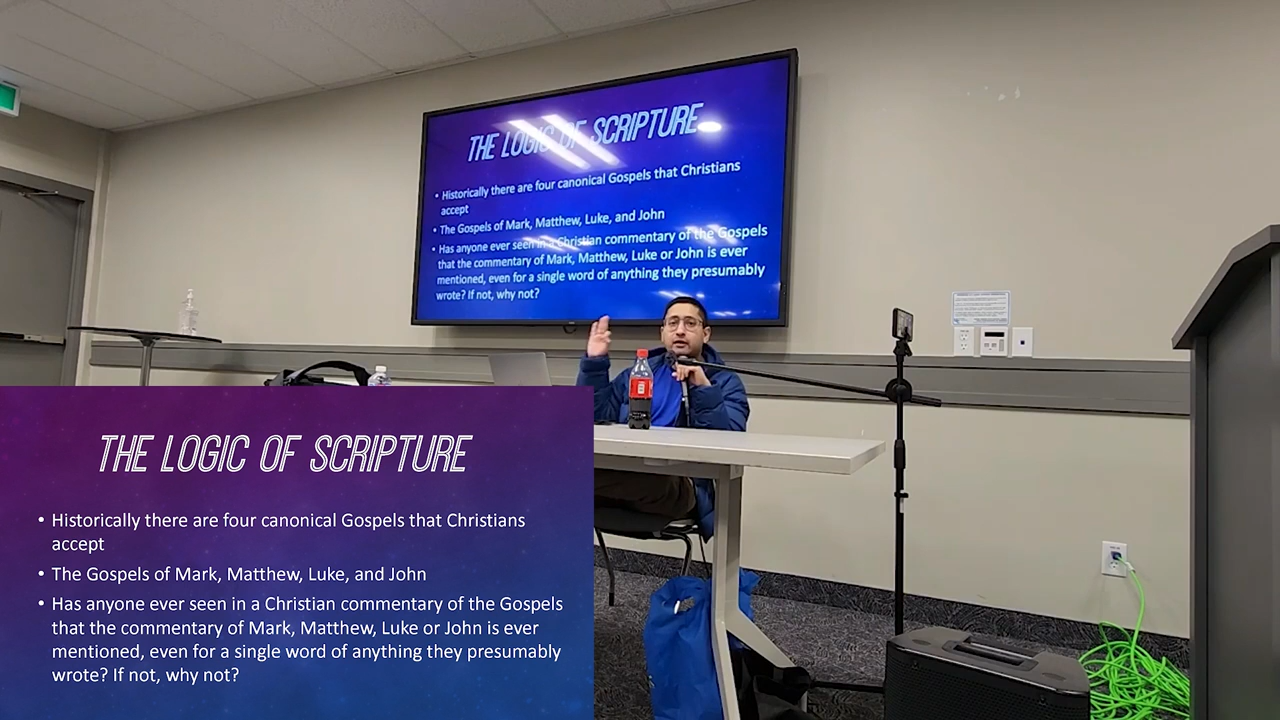 THE LOGIC OF SCRIPTURE
• Historically there are four canonical Gospels that Christians
accept
• The Gospels of Mark, Matthew, Luke, and John
• Has anyone ever seen in a Christian commentary of the Gospels
that the commentary of Mark, Matthew, Luke or John is ever
mentioned, even for a single word of anything they presumably
wrote? If not, why not?
THE LOGIC OF SCRIPTURE
• Historically there are four canonical Gospels that Christians
accept
• The Gospels of Mark, Matthew, Luke, and John
• Has anyone ever seen in a Christian commentary of the Gospels
that the commentary of Mark, Matthew, Luke or John is ever
mentioned, even for a single word of anything they presumably
wrote? If not, why not?